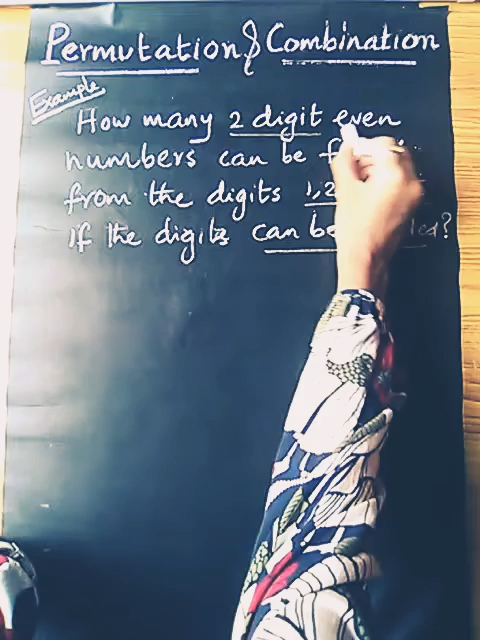 Permutation & Combination
Example
How many 2 digit even
numbers can be
from the digits 1,2
If the digits can be ?